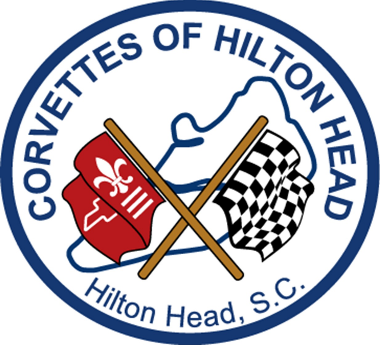 CORVETTES OF HILTON HEAD
Hilton Head, S.C.